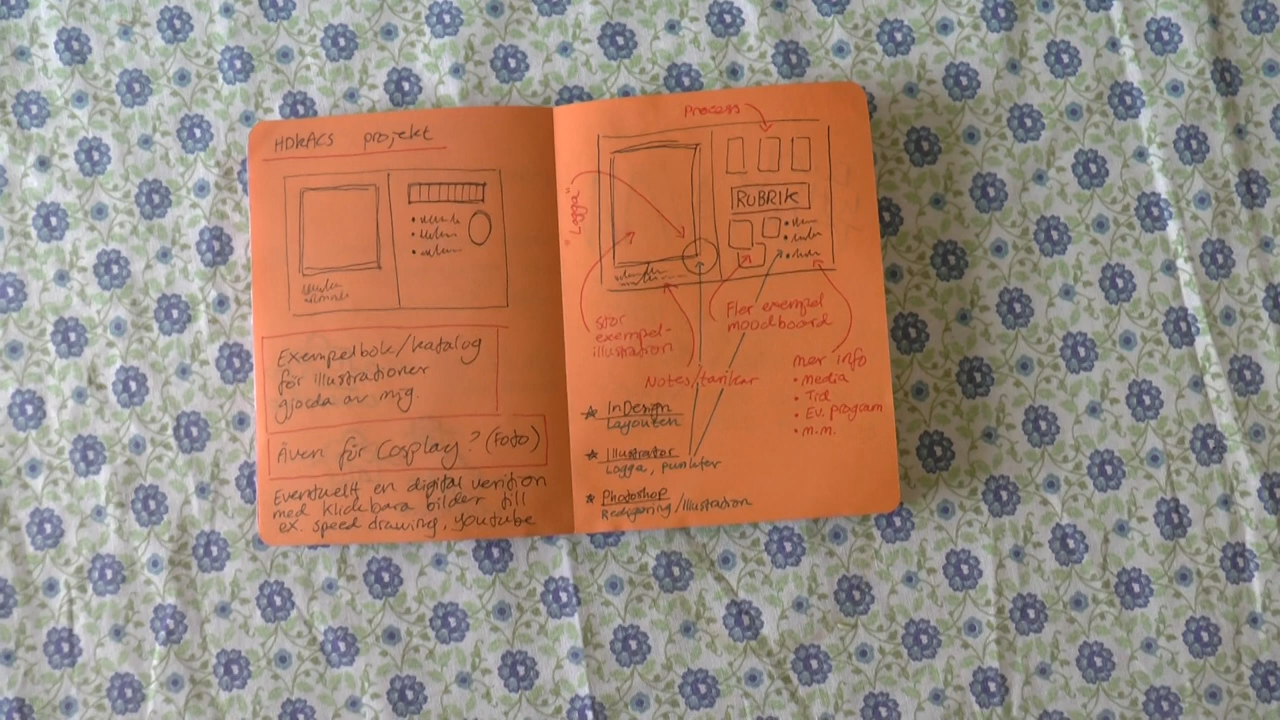 projekt
Exempelbok/katalog
för illustrationer
gjorda av mig.
Även för Cosplay? (Foto)
Eventuellt en digital vertion
med klickbara bilder till
ex. speed drawing, youtube
Process
"Logga"
RUBRIK
stor
exempel-
illustration
Fler exempel
moodboard
Notes/tankar
mer info
• media
• Tid
• Ev. program
• m.m.
★ InDesign
Layouten
★ Illustrator
Logga, punkter
★ Photoshop
Redigering/illustration